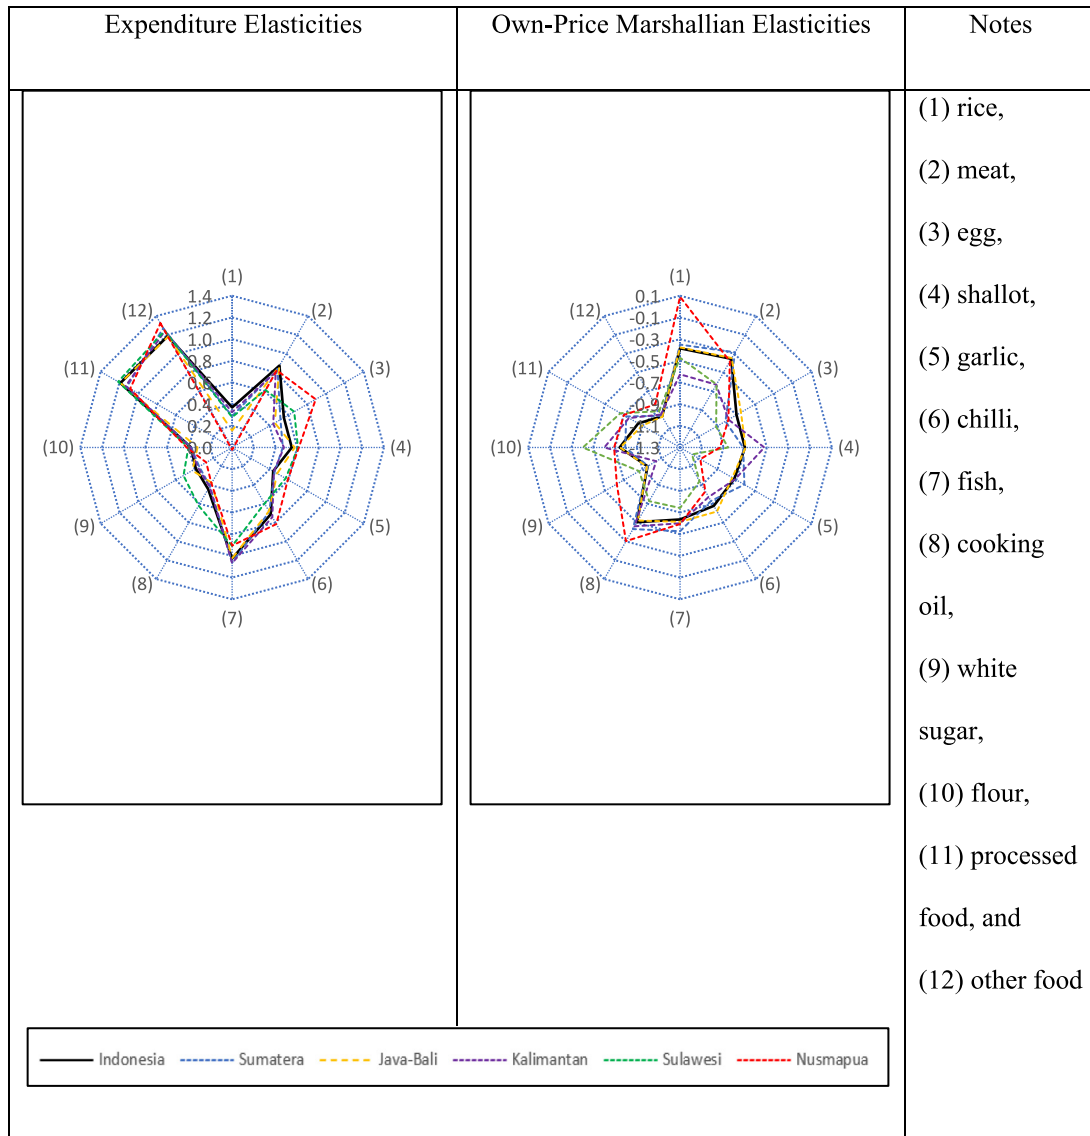 Expenditure Elasticities
Own-Price Marshallian Elasticities
Notes
(1)
(2)
(3)
(4)
(5)
(6)
(7)
(8)
(9)
(10)
(11)
(12)
1.4
1.2
1.0
0.8
0.6
0.4
0.2
0.0
(1)
(2)
(3)
(4)
(5)
(6)
(7)
(8)
(9)
(10)
(11)
(12)
0.1
-0.1
-0.3
-0.5
-0.7
-0.9
-1.1
-1.3
(1) rice,
(2) meat,
(3) egg,
(4) shallot,
(5) garlic,
(6) chilli,
(7) fish,
(8) cooking
oil,
(9) white
sugar,
(10) flour,
(11) processed
food, and
(12) other food
Indonesia
Sumatera
Java-Bali
Kalimantan
Sulawesi
Nusmapua